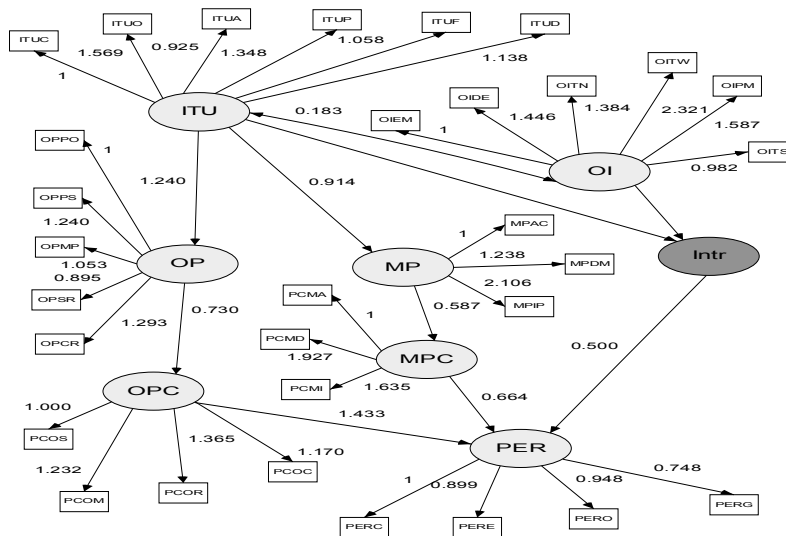 ITUC
ITUO
ITUA
ITUP
ITUF
ITUD
1
1.569
0.925
1.348
1.058
1.138
ITU
0.183
OIEM
OIDE
OITN
OITW
OIPM
OITS
1
1.446
1.384
2.321
1.587
0.982
OI
OPPO
OPPS
OPMP
OPSR
OPCR
1
1.240
1.053
0.895
1.293
1.240
0.914
OP
MP
Intr
MPAC
MPDM
MPIP
1
1.238
2.106
0.730
0.587
0.500
PCMA
PCMD
PCMI
1
1.927
1.635
MPC
OPC
0.664
1.433
1.000
1.232
1.365
1.170
PCOS
PCOM
PCOR
PCOC
PER
1
0.899
0.948
0.748
PERC
PERE
PERO
PERG